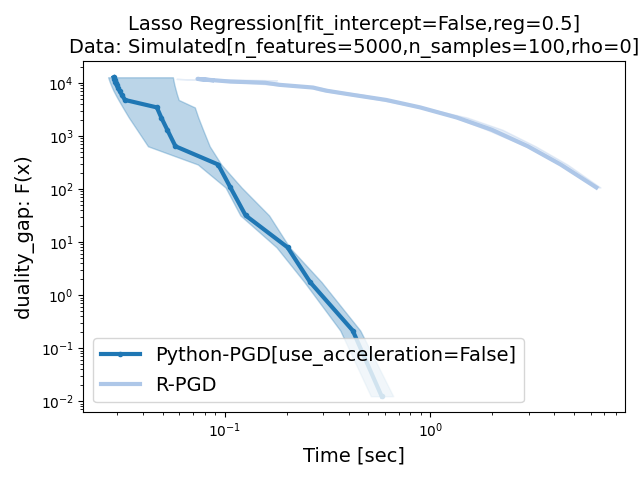 Lasso Regression[fit_intercept=False,reg=0.5]
Data: Simulated[n_features=5000,n_samples=100,rho=0]
duality_gap: F(x)
10⁴
10³
10²
10¹
10⁰
10⁻¹
10⁻²
Python-PGD[use_acceleration=False]
R-PGD
10⁻¹ 10⁰
Time [sec]